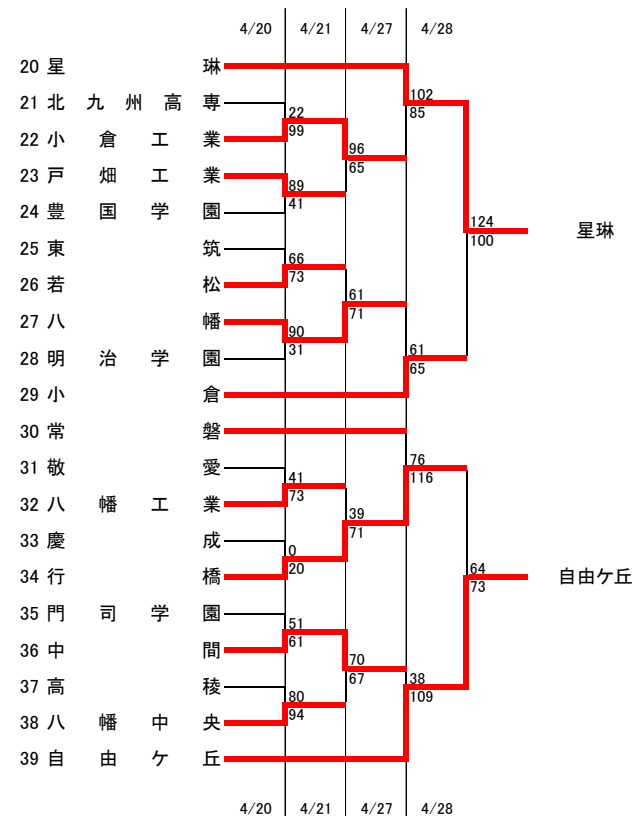 4/20 4/21 4/27 4/28
20 星琳
102
21 北九州高専
85
22
22 小倉工業
99
96
23 戸畑工業
65
89
24 豊国学園
41
124
100
星琳
25 東筑
66
26 若松
73
61
27 八幡
71
90
28 明治学園
31
61
65
29 小倉
30 常磐
76
31 敬愛
116
41
32 八幡工業
73
39
33 慶成
71
0
34 行橋
20
64
73
自由ケ丘
35 門司学園
51
36 中間
61
70
37 高稜
67
38
109
80
38 八幡中央
94
39 自由ケ丘
4/20 4/21 4/27 4/28